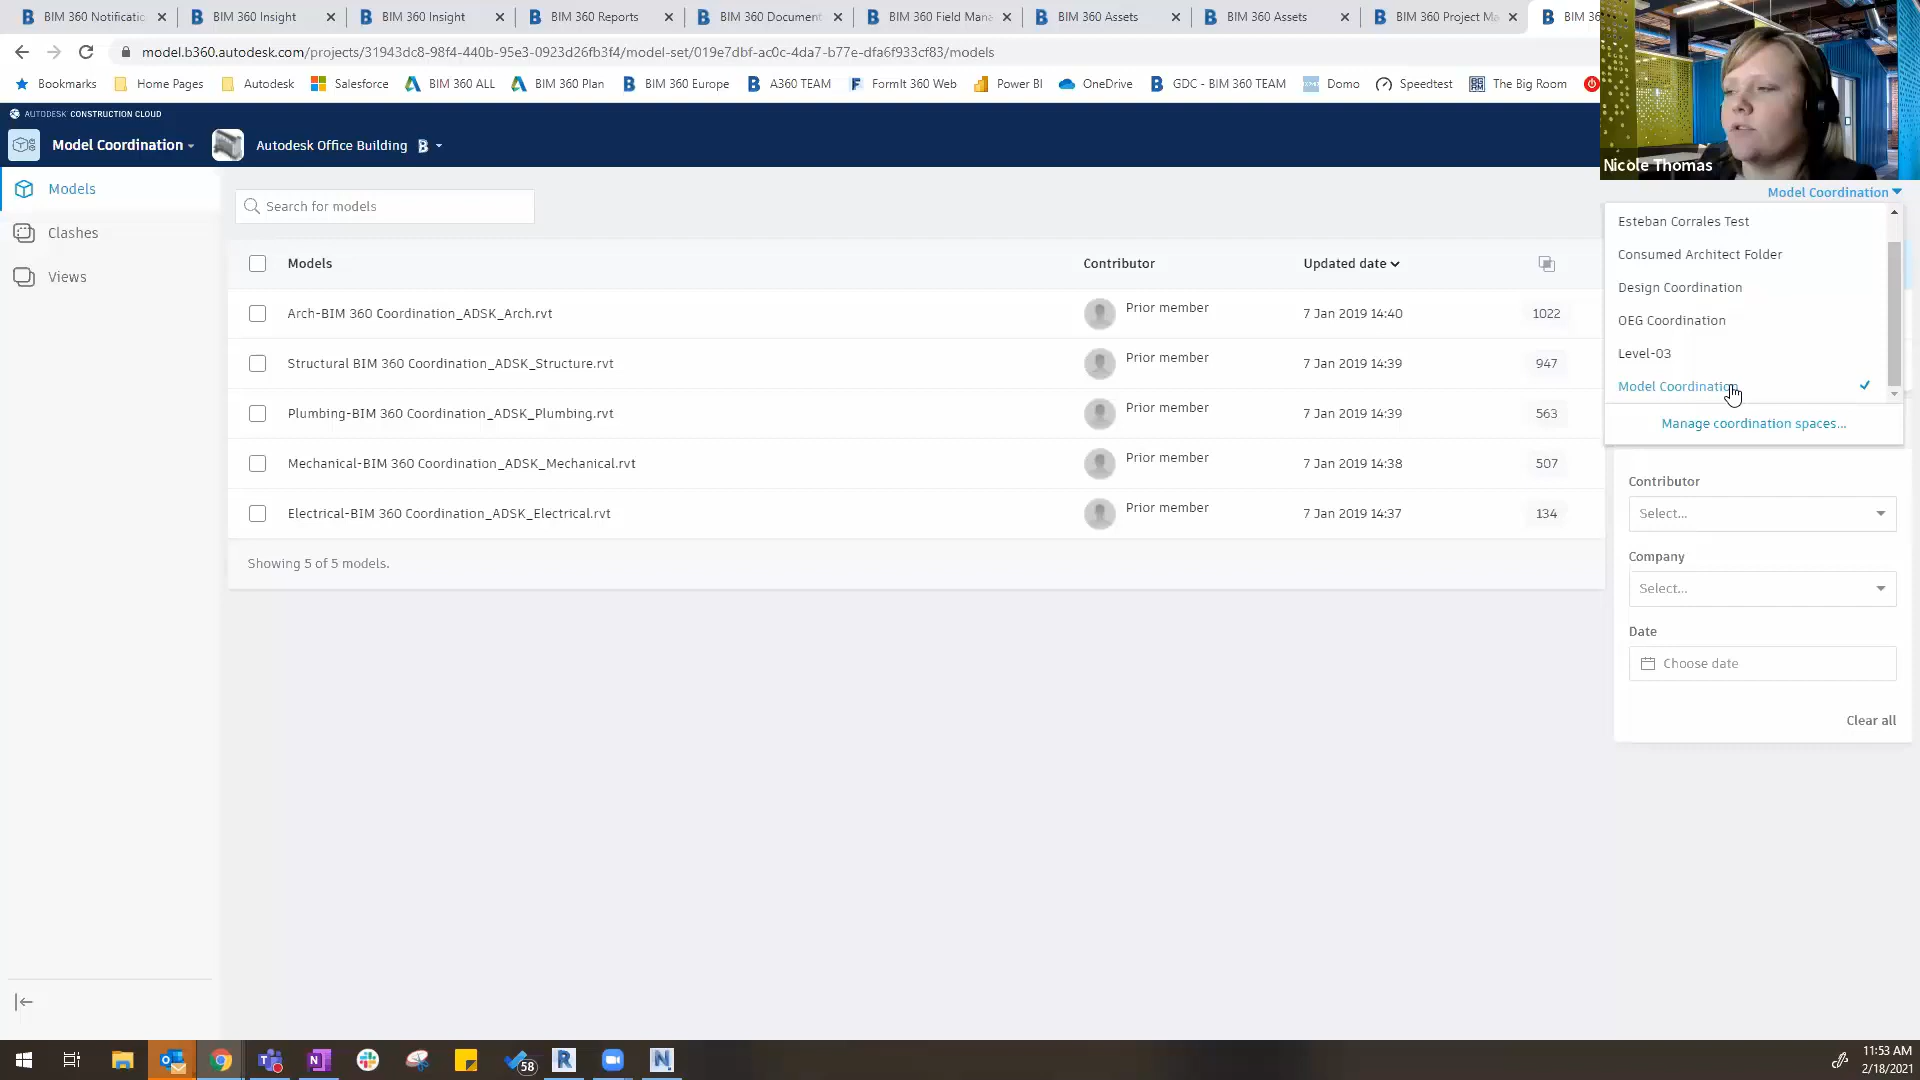 BIM 360 Notificatio
BIM 360 Insight
BIM 360 Insight
BIM 360 Reports
BIM 360 Document
BIM 360 Field Mana
BIM 360 Assets
BIM 360 Assets
BIM 360 Project Ma
BIM 36
model.b360.autodesk.com/projects/31943dc8-98f4-440b-95e3-0923d26fb3f4/model-set/019e7dbf-ac0c-4da7-b77e-dfa6f933cf83/models
Bookmarks
Home Pages
Autodesk
Salesforce
BIM 360 ALL
BIM 360 Plan
BIM 360 Europe
A360 TEAM
FormIt 360 Web
Power BI
OneDrive
GDC - BIM 360 TEAM
Domo
Speedtest
The Big Room
AUTODESK CONSTRUCTION CLOUD
Model Coordination
Autodesk Office Building
Nicole Thomas
Models
Clashes
Views
Search for models
Model Coordination
Esteban Corrales Test
Consumed Architect Folder
Design Coordination
OEG Coordination
Level-03
Model Coordination
Manage coordination spaces...
Models Contributor Updated date
Arch-BIM 360 Coordination_ADSK_Arch.rvt Prior member 7 Jan 2019 14:40 1022
Structural BIM 360 Coordination_ADSK_Structure.rvt Prior member 7 Jan 2019 14:39 947
Plumbing-BIM 360 Coordination_ADSK_Plumbing.rvt Prior member 7 Jan 2019 14:39 563
Mechanical-BIM 360 Coordination_ADSK_Mechanical.rvt Prior member 7 Jan 2019 14:38 507
Electrical-BIM 360 Coordination_ADSK_Electrical.rvt Prior member 7 Jan 2019 14:37 134
Showing 5 of 5 models.
Contributor
Select...
Company
Select...
Date
Choose date
Clear all
58
11:53 AM
2/18/2021